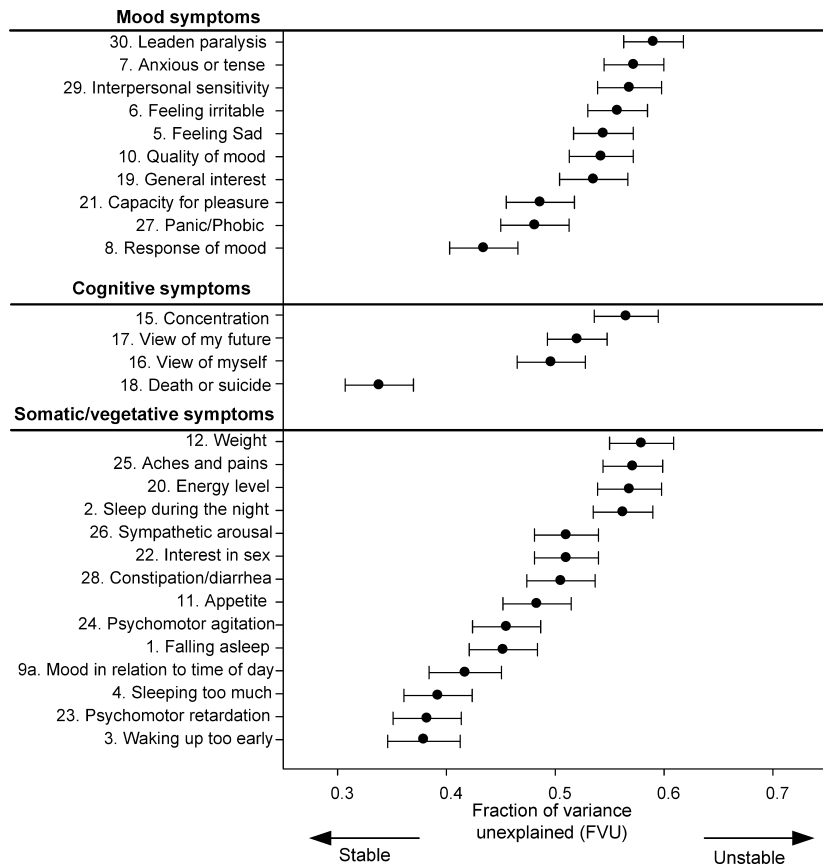 Mood symptoms
30. Leaden paralysis
7. Anxious or tense
29. Interpersonal sensitivity
6. Feeling irritable
5. Feeling Sad
10. Quality of mood
19. General interest
21. Capacity for pleasure
27. Panic/Phobic
8. Response of mood
Cognitive symptoms
15. Concentration
17. View of my future
16. View of myself
18. Death or suicide
Somatic/vegetative symptoms
12. Weight
25. Aches and pains
20. Energy level
2. Sleep during the night
26. Sympathetic arousal
22. Interest in sex
28. Constipation/diarrhea
11. Appetite
24. Psychomotor agitation
1. Falling asleep
9a. Mood in relation to time of day
4. Sleeping too much
23. Psychomotor retardation
3. Waking up too early
0.3 0.4 0.5 0.6 0.7
Fraction of variance
unexplained (FVU)
Stable Unstable